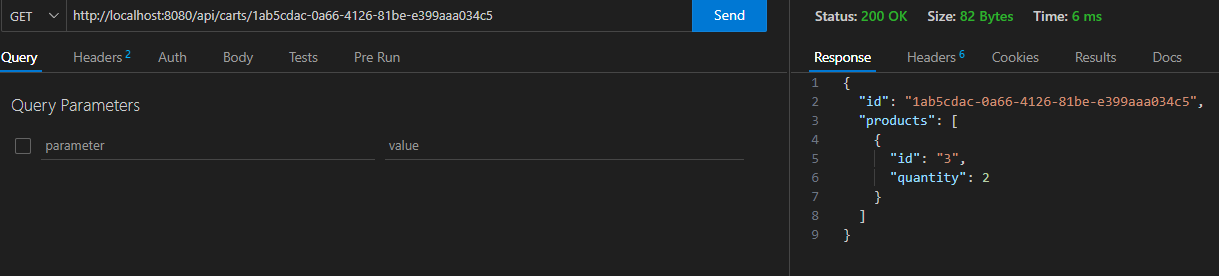 GET http://localhost:8080/api/carts/1ab5cdac-0a66-4126-81be-e399aaa034c5 Send
Query Headers 2 Auth Body Tests Pre Run
Query Parameters
parameter value
Status: 200 OK Size: 82 Bytes Time: 6 ms
Response Headers 6 Cookies Results Docs
1 {
2 "id": "1ab5cdac-0a66-4126-81be-e399aaa034c5",
3 "products": [
4 {
5 "id": "3",
6 "quantity": 2
7 }
8 ]
9 }